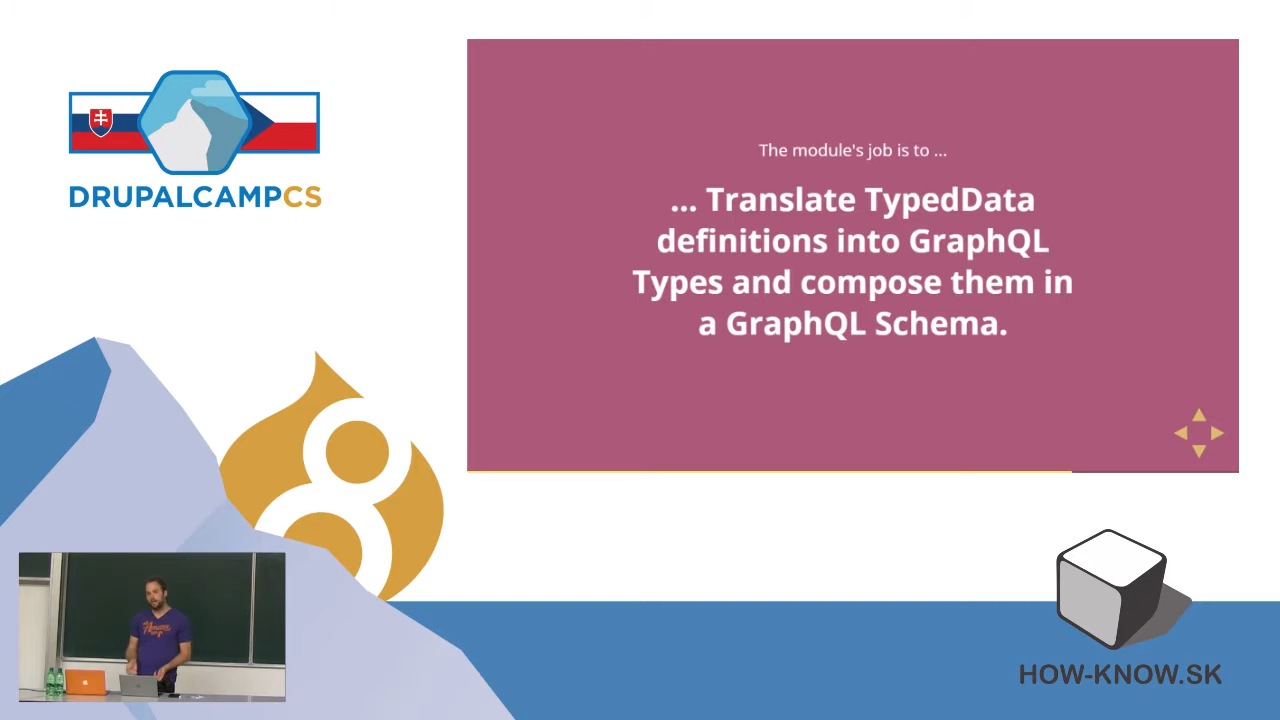 DRUPALCAMPCS
The module's job is to ...
... Translate TypedData
definitions into GraphQL
Types and compose them in
a GraphQL Schema.
HOW-KNOW.SK